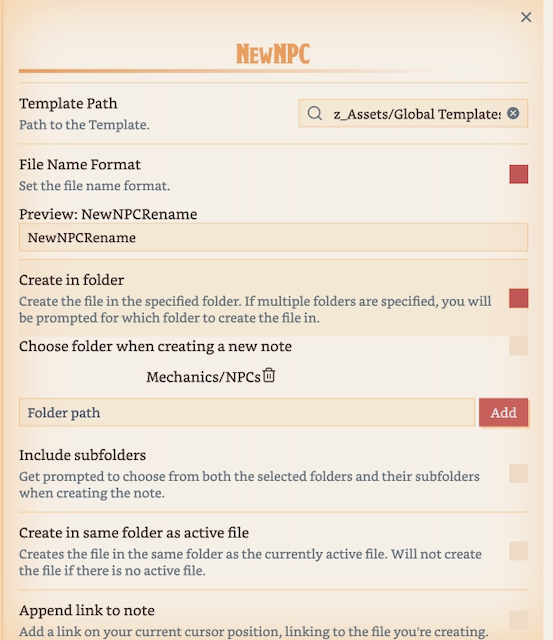 NewNPC
Template Path
Path to the Template.
z_Assets/Global Templates
File Name Format
Set the file name format.
Preview: NewNPCRename
NewNPCRename
Create in folder
Create the file in the specified folder. If multiple folders are specified, you will
be prompted for which folder to create the file in.
Choose folder when creating a new note
Mechanics/NPCs
Folder path
Add
Include subfolders
Get prompted to choose from both the selected folders and their subfolders
when creating the note.
Create in same folder as active file
Creates the file in the same folder as the currently active file. Will not create
the file if there is no active file.
Append link to note
Add a link on your current cursor position, linking to the file you're creating.